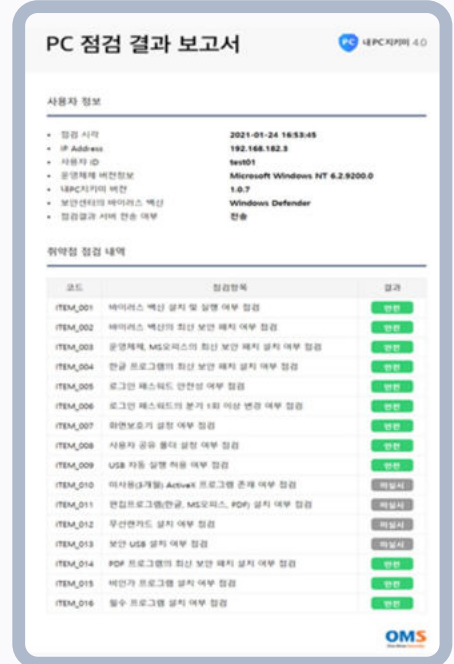 PC 점검 결과 보고서
PC 내PC지키미 4.0
사용자 정보
• 점검 시각 2021-01-24 16:53:45
• IP Address 192.168.182.3
• 사용자 ID test01
• 운영체제 버전정보 Microsoft Windows NT 6.2.9200.0
• 내PC지키미 버전 1.0.7
• 보안센터의 바이러스 백신 Windows Defender
• 점검결과 서버 전송 여부 전송
취약점 점검 내역
코드 점검항목 결과
ITEM_001 바이러스 백신 설치 및 실행 여부 점검 안전
ITEM_002 바이러스 백신의 최신 보안 패치 여부 점검 안전
ITEM_003 운영체제, MS오피스의 최신 보안 패치 설치 여부 점검 안전
ITEM_004 한글 프로그램의 최신 보안 패치 설치 여부 점검 안전
ITEM_005 로그인 패스워드 안전성 여부 점검 안전
ITEM_006 로그인 패스워드의 분기 1회 이상 변경 여부 점검 안전
ITEM_007 화면보호기 설정 여부 점검 안전
ITEM_008 사용자 공유 폴더 설정 여부 점검 안전
ITEM_009 USB 자동 실행 허용 여부 점검 안전
ITEM_010 미사용(3개월) ActiveX 프로그램 존재 여부 점검 미실시
ITEM_011 편집프로그램(한글, MS오피스, PDF) 설치 여부 점검 미실시
ITEM_012 무선랜카드 설치 여부 점검 미실시
ITEM_013 보안 USB 설치 여부 점검 미실시
ITEM_014 PDF 프로그램의 최신 보안 패치 설치 여부 점검 안전
ITEM_015 비인가 프로그램 설치 여부 점검 안전
ITEM_016 필수 프로그램 설치 여부 점검 안전
OMS